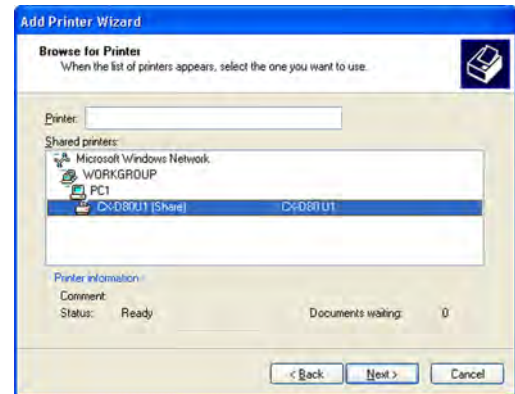 Add Printer Wizard
Browse for Printer
When the list of printers appears, select the one you want to use.
Printer:
Shared printers:
Microsoft Windows Network
WORKGROUP
PC1
CX-D80U1 (Share) CX-D80 U1
Printer information
Comment:
Status: Ready Documents waiting: 0
< Back Next > Cancel